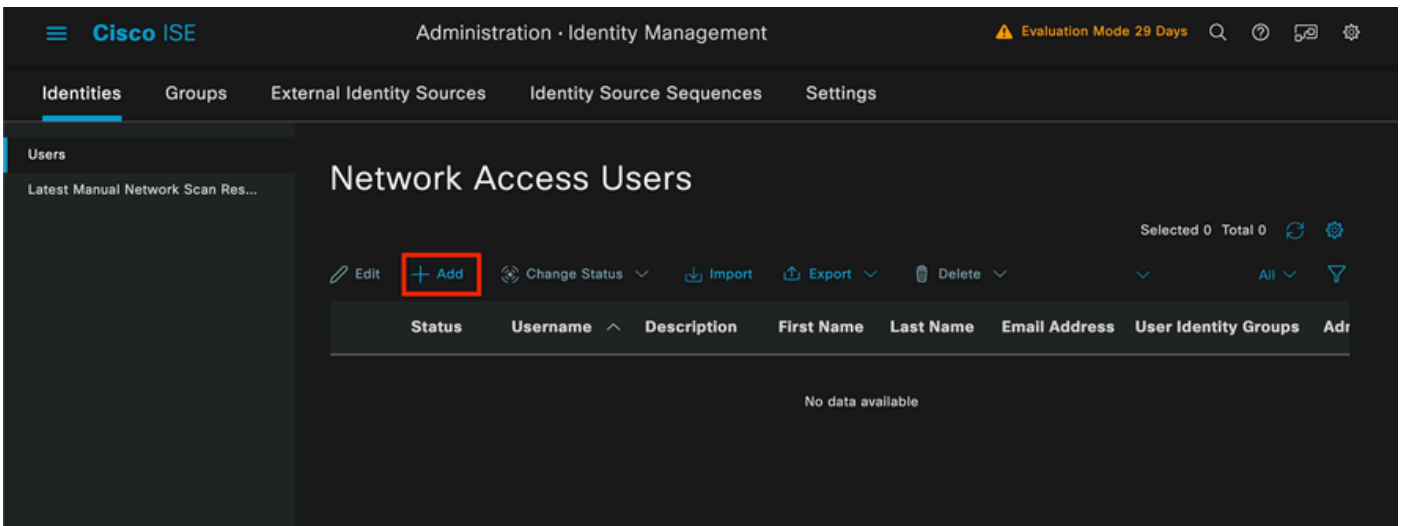 Cisco ISE
Administration · Identity Management
Evaluation Mode 29 Days
Identities
Groups
External Identity Sources
Identity Source Sequences
Settings
Users
Latest Manual Network Scan Res...
Network Access Users
Selected 0 Total 0
Edit
Add
Change Status
Import
Export
Delete
All
Status
Username
Description
First Name
Last Name
Email Address
User Identity Groups
Adr
No data available